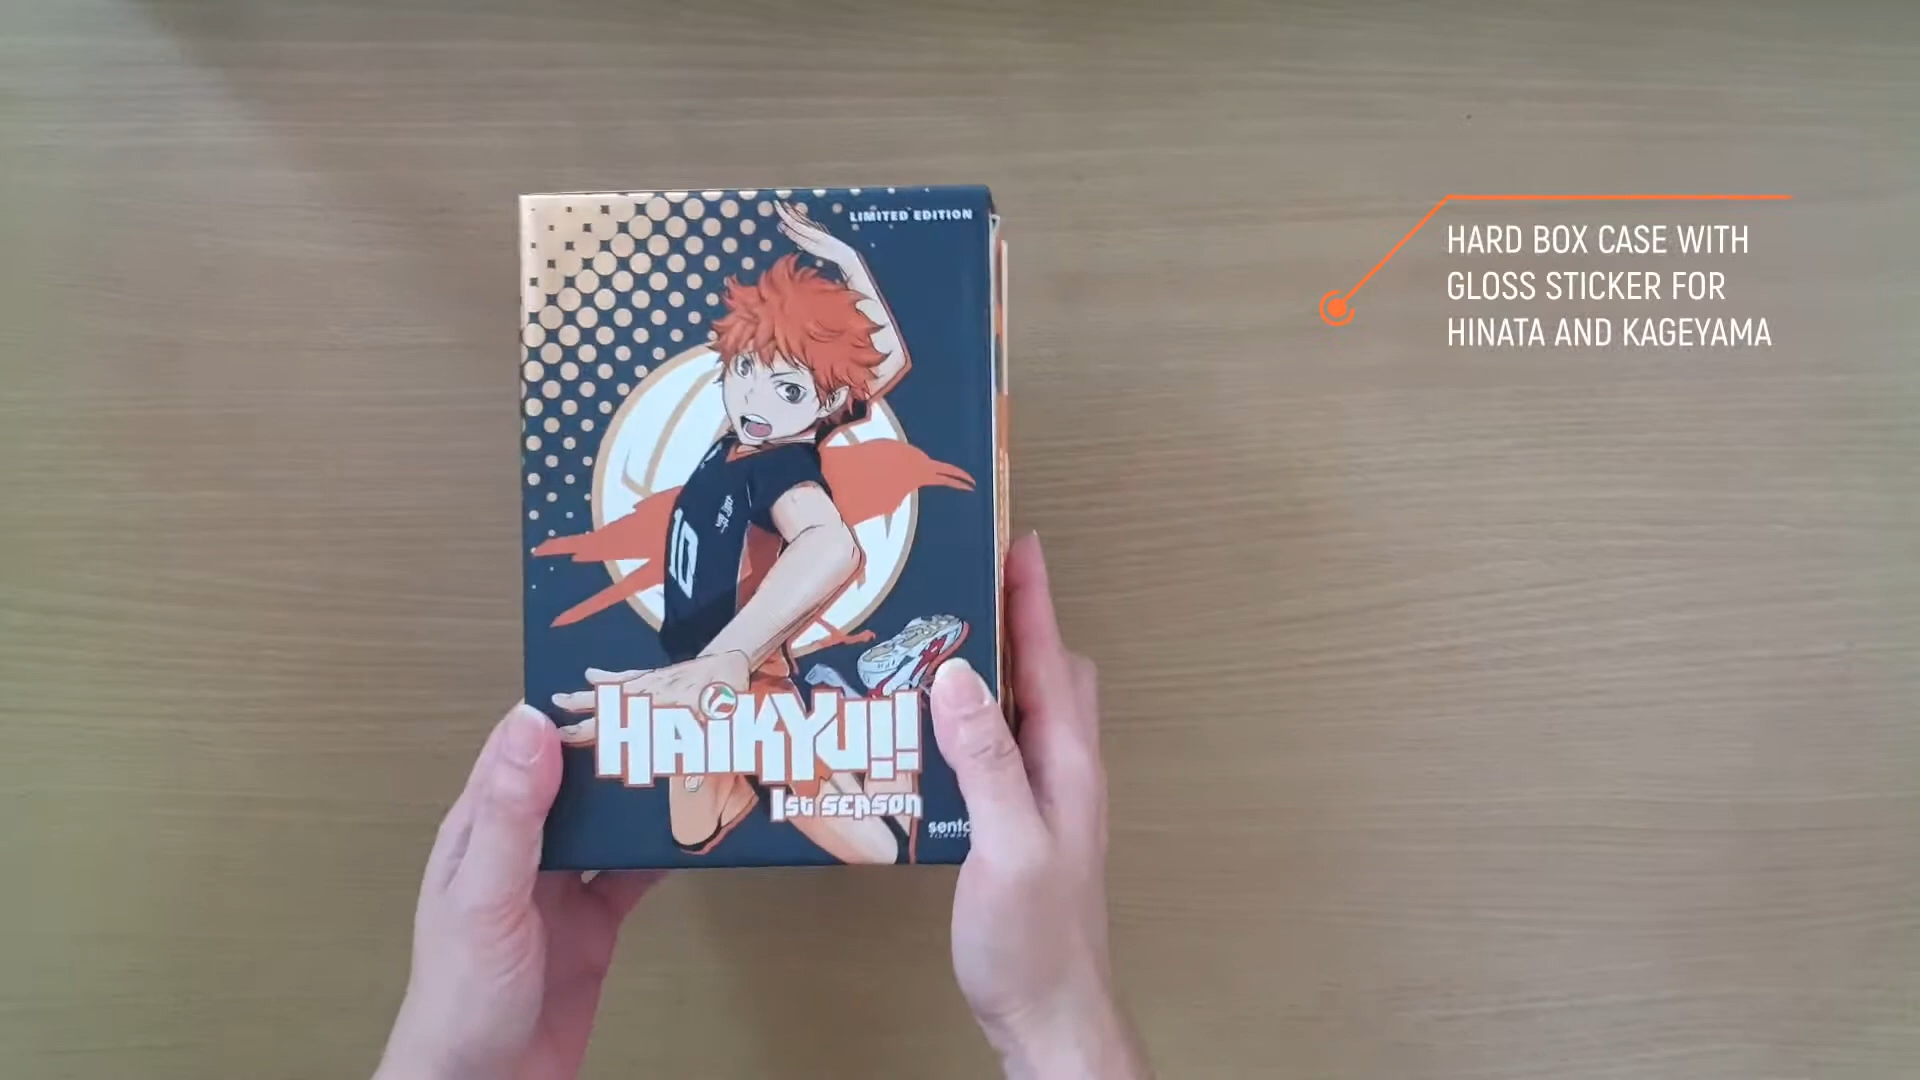 LIMITED EDITION
HARD BOX CASE WITH
GLOSS STICKER FOR
HINATA AND KAGEYAMA
10
HAIKYU!!
1ST SEASON